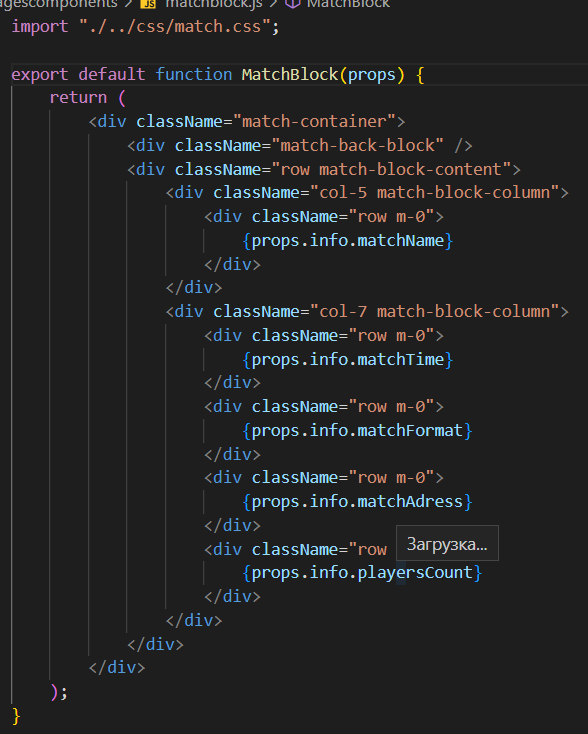 agescomponents > JS matchblock.js > MatchBlock
import "./../css/match.css";
export default function MatchBlock(props) {
    return (
        <div className="match-container">
            <div className="match-back-block" />
            <div className="row match-block-content">
                <div className="col-5 match-block-column">
                    <div className="row m-0">
                        {props.info.matchName}
                    </div>
                </div>
                <div className="col-7 match-block-column">
                    <div className="row m-0">
                        {props.info.matchTime}
                    </div>
                    <div className="row m-0">
                        {props.info.matchFormat}
                    </div>
                    <div className="row m-0">
                        {props.info.matchAdress}
                    </div>
                    <div className="row
Загрузка...
                        {props.info.playersCount}
                    </div>
                </div>
            </div>
        </div>
    );
}